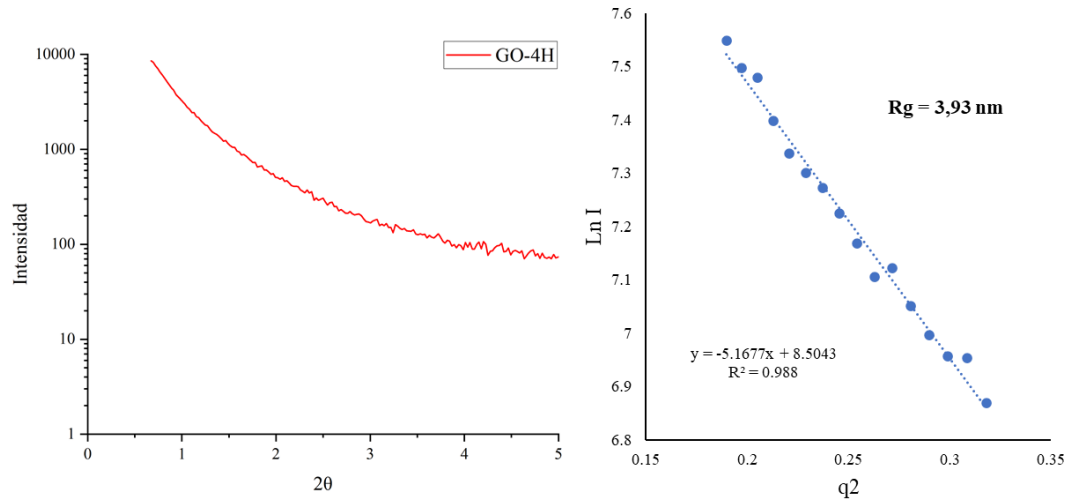 GO-4H
10000
1000
100
10
1
Intensidad
0 1 2 3 4 5
2θ
7.6
7.5
7.4
7.3
7.2
7.1
7
6.9
6.8
Ln I
Rg = 3,93 nm
y = -5.1677x + 8.5043
R² = 0.988
0.15 0.2 0.25 0.3 0.35
q2